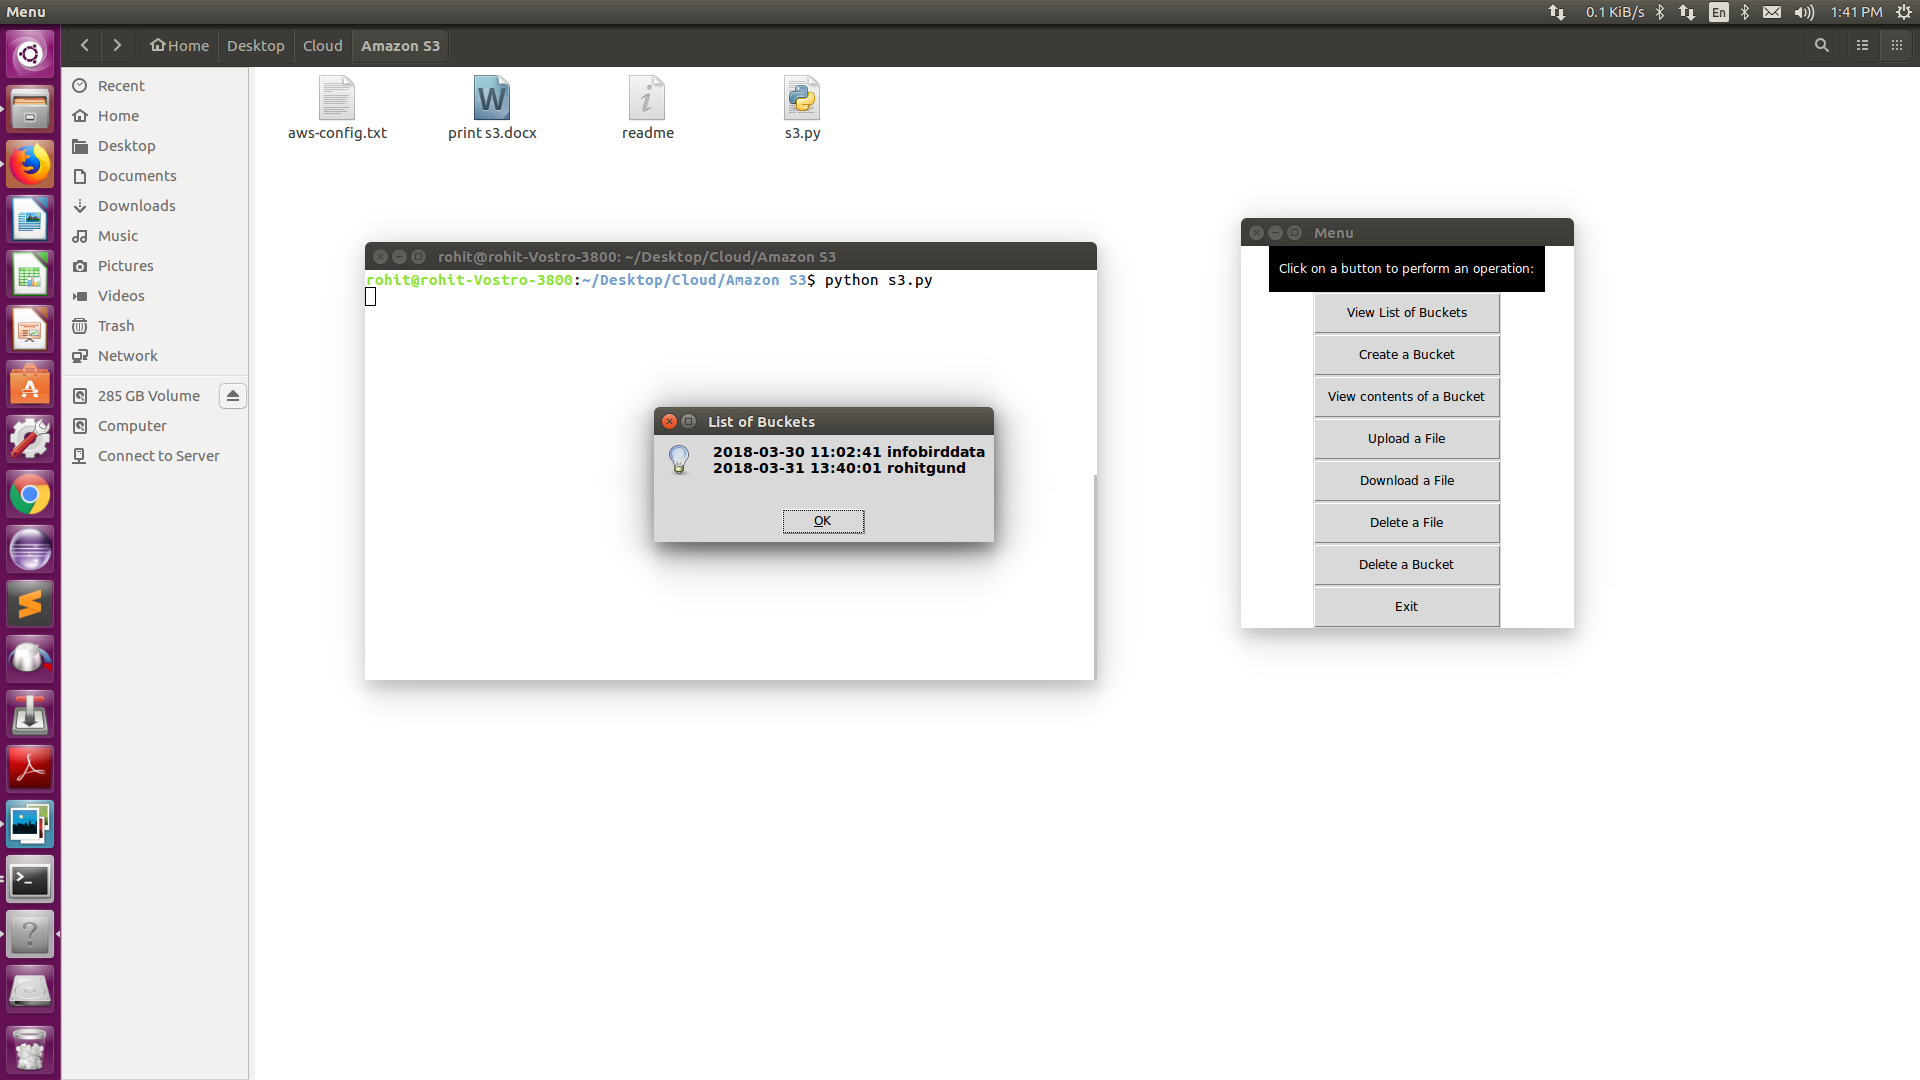 Menu
0.1 KiB/s
En
1:41 PM
Home
Desktop
Cloud
Amazon S3
Recent
Home
Desktop
Documents
Downloads
Music
Pictures
Videos
Trash
Network
285 GB Volume
Computer
Connect to Server
aws-config.txt
print s3.docx
readme
s3.py
rohit@rohit-Vostro-3800: ~/Desktop/Cloud/Amazon S3
rohit@rohit-Vostro-3800:~/Desktop/Cloud/Amazon S3$ python s3.py
List of Buckets
2018-03-30 11:02:41 infobirddata
2018-03-31 13:40:01 rohitgund
OK
Menu
Click on a button to perform an operation:
View List of Buckets
Create a Bucket
View contents of a Bucket
Upload a File
Download a File
Delete a File
Delete a Bucket
Exit